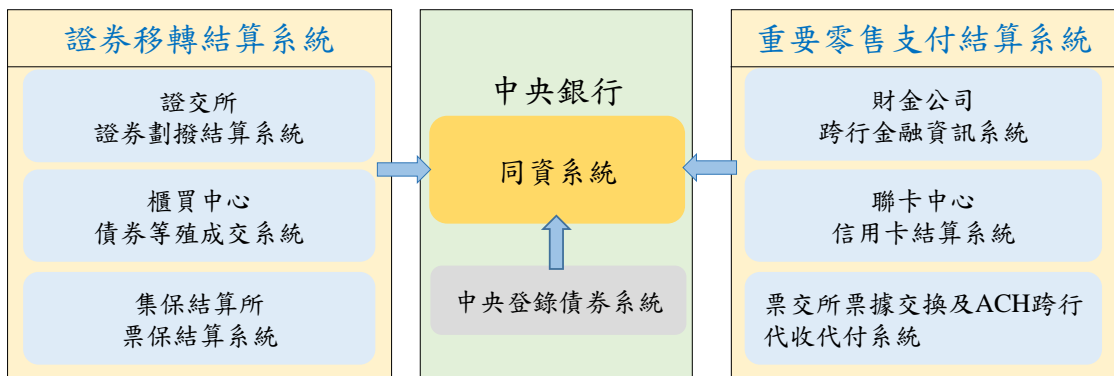 證券移轉結算系統
證交所
證券劃撥結算系統
櫃買中心
債券等殖成交系統
集保結算所
票保結算系統
中央銀行
同資系統
中央登錄債券系統
重要零售支付結算系統
財金公司
跨行金融資訊系統
聯卡中心
信用卡結算系統
票交所票據交換及ACH跨行
代收代付系統